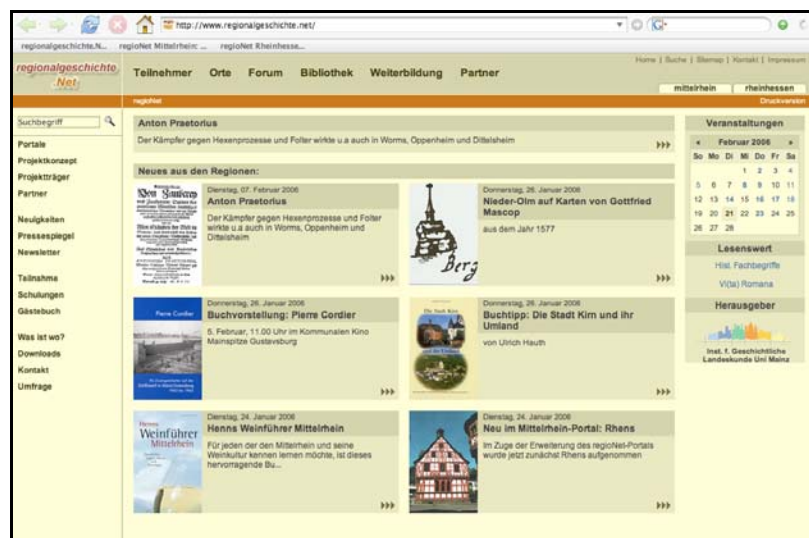 http://www.regionalgeschichte.net/
regionalgeschichte.N... regioNet Mittelrhein: ... regioNet Rheinhesse...
regionalgeschichte
.Net
Home | Suche | Sitemap | Kontakt | Impressum
Teilnehmer Orte Forum Bibliothek Weiterbildung Partner
mittelrhein rheinhessen
regioNet Druckversion
Suchbegriff
Portale
Projektkonzept
Projektträger
Partner
Neuigkeiten
Pressespiegel
Newsletter
Teilnahme
Schulungen
Gästebuch
Was ist wo?
Downloads
Kontakt
Umfrage
Anton Praetorius
Der Kämpfer gegen Hexenprozesse und Folter wirkte u.a auch in Worms, Oppenheim und Dittelsheim
Neues aus den Regionen:
Dienstag, 07. Februar 2006
Anton Praetorius
Der Kämpfer gegen Hexenprozesse und Folter
wirkte u.a auch in Worms, Oppenheim und
Dittelsheim
Berg
Donnerstag, 26. Januar 2006
Nieder-Olm auf Karten von Gottfried
Mascop
aus dem Jahr 1577
Pierre Cordier
Donnerstag, 26. Januar 2006
Buchvorstellung: Pierre Cordier
5. Februar, 11.00 Uhr im Kommunalen Kino
Mainspitze Gustavsburg
Die Stadt Kirn
und ihr Umland
Donnerstag, 26. Januar 2006
Buchtipp: Die Stadt Kirn und ihr
Umland
von Ulrich Hauth
Henns
Weinführer
Mittelrhein
Dienstag, 24. Januar 2006
Henns Weinführer Mittelrhein
Für jeden der den Mittelrhein und seine
Weinkultur kennen lernen möchte, ist dieses
hervorragende Bu...
Dienstag, 24. Januar 2006
Neu im Mittelrhein-Portal: Rhens
Im Zuge der Erweiterung des regioNet-Portals
wurde jetzt zunächst Rhens aufgenommen
Veranstaltungen
« Februar 2006 »
So Mo Di Mi Do Fr Sa
1 2 3 4
5 6 7 8 9 10 11
12 13 14 15 16 17 18
19 20 21 22 23 24 25
26 27 28
Lesenswert
Hist. Fachbegriffe
Vi(ta) Romana
Herausgeber
Inst. f. Geschichtliche
Landeskunde Uni Mainz